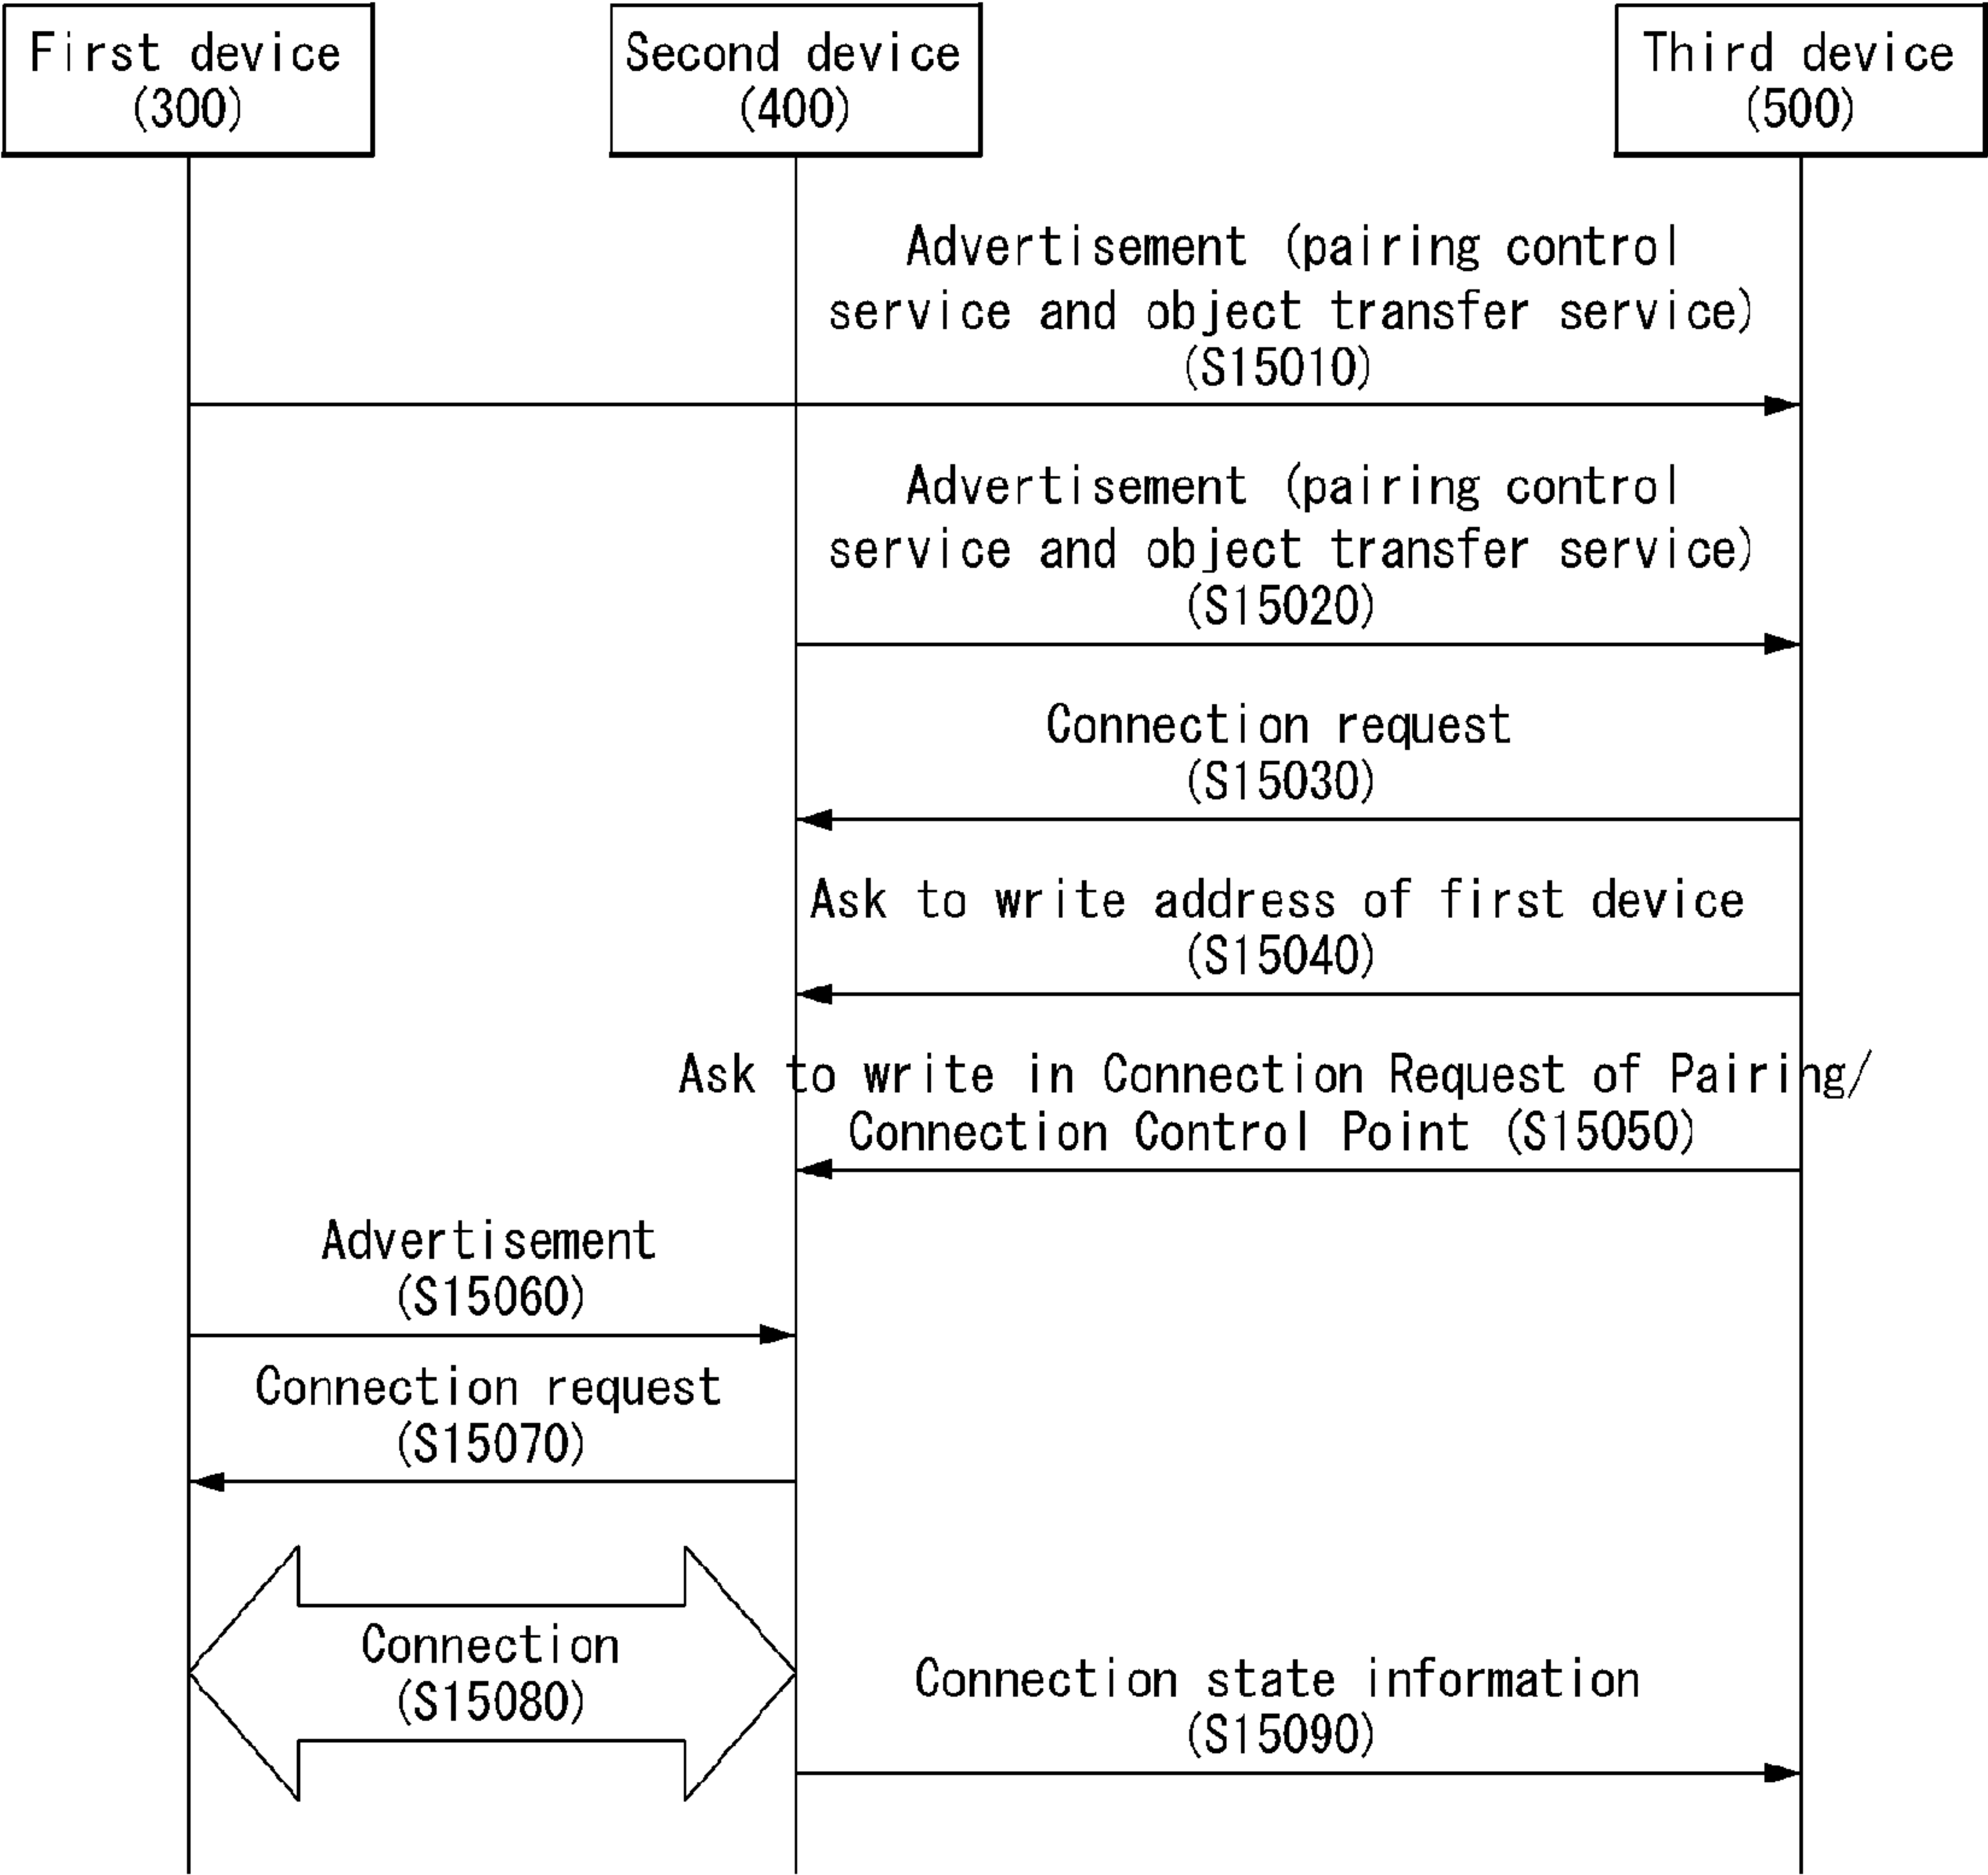 First device
(300)
Second device
(400)
Third device
(500)
Advertisement (pairing control
service and object transfer service)
(S15010)
Advertisement (pairing control
service and object transfer service)
(S15020)
Connection request
(S15030)
Ask to write address of first device
(S15040)
Ask to write in Connection Request of Pairing/
Connection Control Point (S15050)
Advertisement
(S15060)
Connection request
(S15070)
Connection
(S15080)
Connection state information
(S15090)